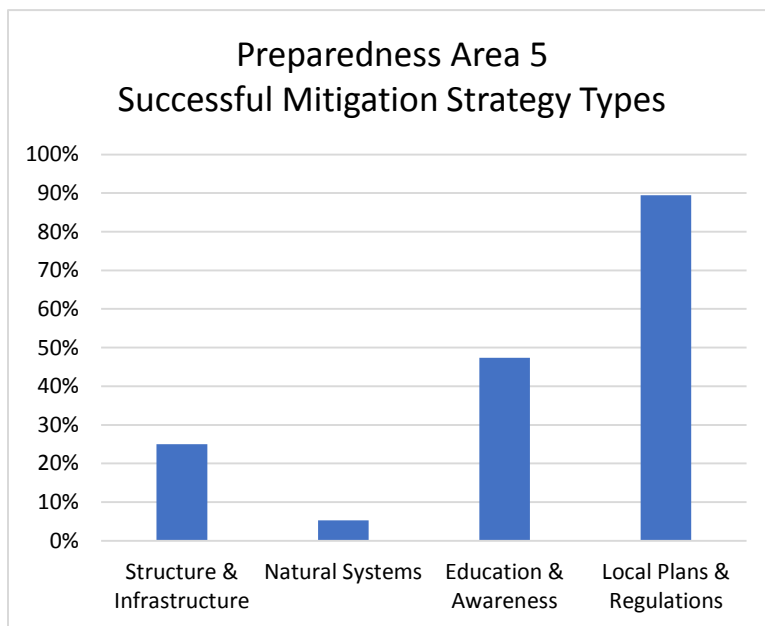 Preparedness Area 5
Successful Mitigation Strategy Types
100%
90%
80%
70%
60%
50%
40%
30%
20%
10%
0%
Structure &
Infrastructure
Natural Systems
Education &
Awareness
Local Plans &
Regulations